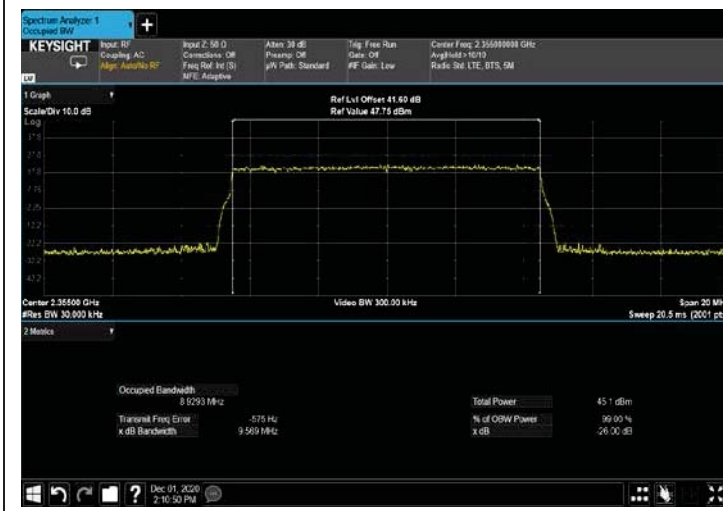 Spectrum Analyzer 1
Occupied BW
KEYSIGHT
Input: RF
Coupling: AC
Align: Auto/No RF
Input Z: 50 Ω
Corrections: Off
Freq Ref: Int (S)
NFE: Adaptive
Atten: 30 dB
Preamp: Off
µW Path: Standard
Trig: Free Run
Gate: Off
#IF Gain: Low
Center Freq: 2.355000000 GHz
Avg|Hold:>10/10
Radio Std: LTE, BTS, 5M
1 Graph
Scale/Div 10.0 dB
Ref Lvl Offset 41.60 dB
Ref Value 47.75 dBm
Log
Center 2.35500 GHz
#Res BW 30.000 kHz
Video BW 300.00 kHz
Span 20 MH
Sweep 20.5 ms (2001 pt
2 Metrics
Occupied Bandwidth
8.9293 MHz
Total Power
45.1 dBm
Transmit Freq Error
-575 Hz
% of OBW Power
99.00 %
x dB Bandwidth
9.569 MHz
x dB
-26.00 dB
Dec 01, 2020
2:10:50 PM